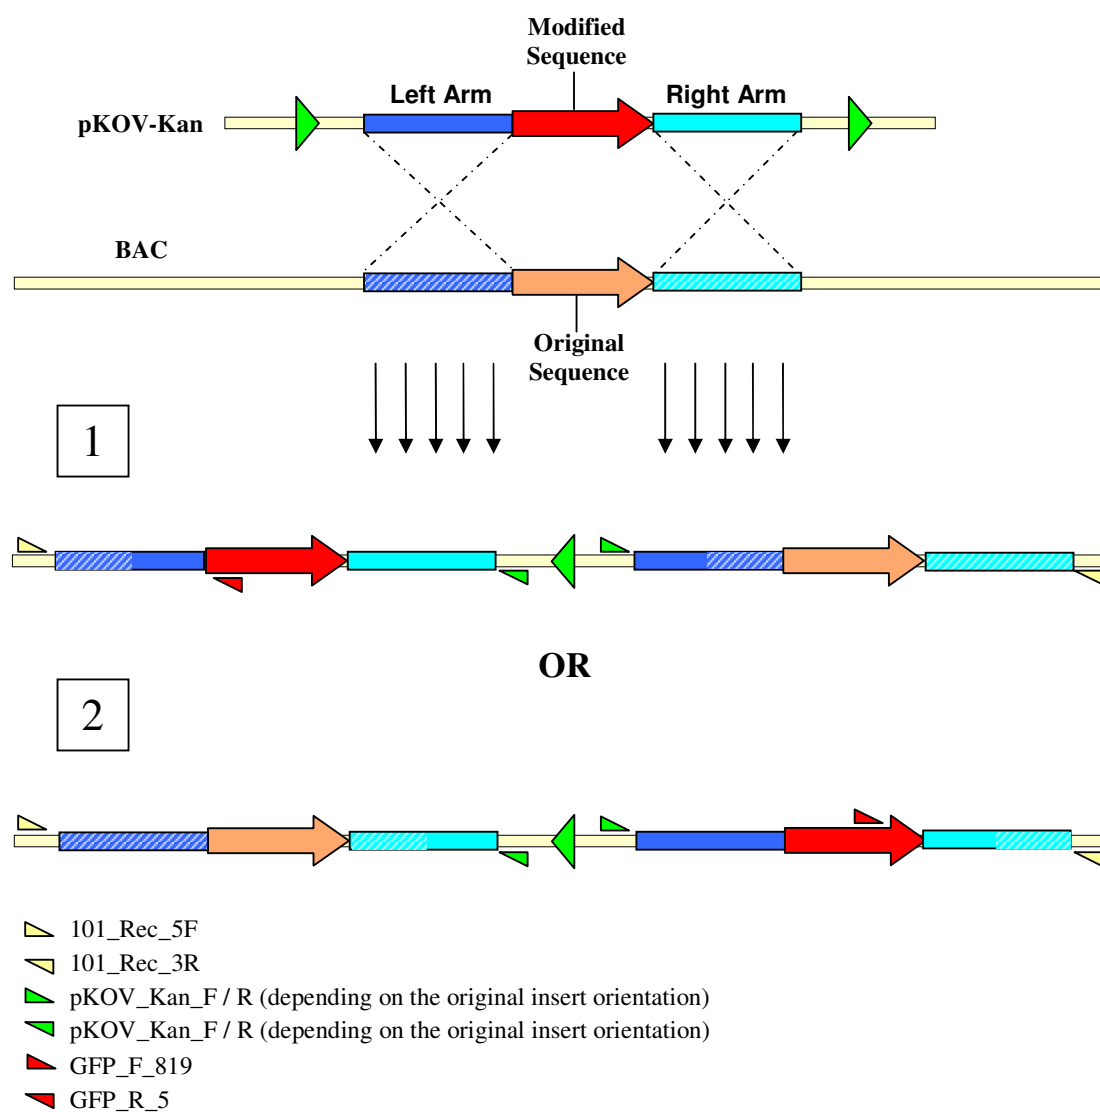 Modified
Sequence
Left Arm
Right Arm
pKOV-Kan
BAC
Original
Sequence
1
OR
2
101_Rec_5F
101_Rec_3R
pKOV_Kan_F / R (depending on the original insert orientation)
pKOV_Kan_F / R (depending on the original insert orientation)
GFP_F_819
GFP_R_5